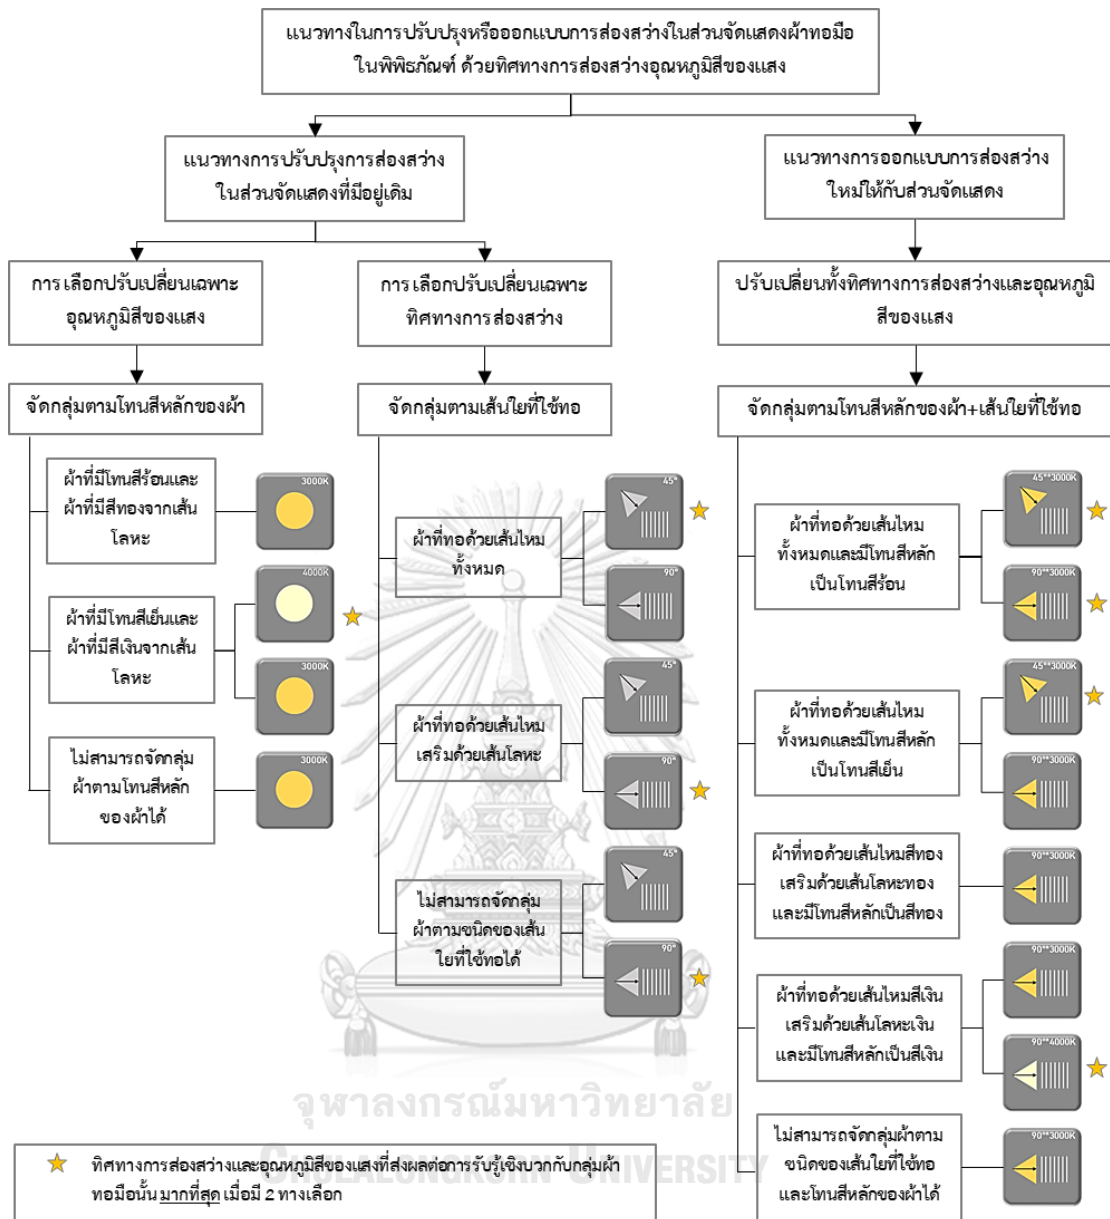 แนวทางในการปรับปรุงหรือออกแบบการส่องสว่างในส่วนจัดแสดงผ้าทอมือ
ในพิพิธภัณฑ์ ด้วยทิศทางการส่องสว่างอุณหภูมิสีของแสง
แนวทางการปรับปรุงการส่องสว่าง
ในส่วนจัดแสดงที่มีอยู่เดิม
แนวทางการออกแบบการส่องสว่าง
ใหม่ให้กับส่วนจัดแสดง
การเลือกปรับเปลี่ยนเฉพาะ
อุณหภูมิสีของแสง
การเลือกปรับเปลี่ยนเฉพาะ
ทิศทางการส่องสว่าง
ปรับเปลี่ยนทั้งทิศทางการส่องสว่างและอุณหภูมิ
สีของแสง
จัดกลุ่มตามโทนสีหลักของผ้า
จัดกลุ่มตามเส้นใยที่ใช้ทอ
จัดกลุ่มตามโทนสีหลักของผ้า+เส้นใยที่ใช้ทอ
ผ้าที่มีโทนสีร้อนและ
ผ้าที่มีสีทองจากเส้น
โลหะ
3000K
ผ้าที่มีโทนสีเย็นและ
ผ้าที่มีสีเงินจากเส้น
โลหะ
4000K
3000K
ไม่สามารถจัดกลุ่ม
ผ้าตามโทนสีหลัก
ของผ้าได้
3000K
ผ้าที่ทอด้วยเส้นไหม
ทั้งหมด
45°
90°
ผ้าที่ทอด้วยเส้นไหม
เสริมด้วยเส้นโลหะ
45°
90°
ไม่สามารถจัดกลุ่ม
ผ้าตามชนิดของเส้น
ใยที่ใช้ทอได้
45°
90°
ผ้าที่ทอด้วยเส้นไหม
ทั้งหมดและมีโทนสีหลัก
เป็นโทนสีร้อน
45°*3000K
90°*3000K
ผ้าที่ทอด้วยเส้นไหม
ทั้งหมดและมีโทนสีหลัก
เป็นโทนสีเย็น
45°*3000K
90°*3000K
ผ้าที่ทอด้วยเส้นไหมสีทอง
เสริมด้วยเส้นโลหะทอง
และมีโทนสีหลักเป็นสีทอง
90°*3000K
ผ้าที่ทอด้วยเส้นไหมสีเงิน
เสริมด้วยเส้นโลหะเงิน
และมีโทนสีหลักเป็นสีเงิน
90°*3000K
90°*4000K
ไม่สามารถจัดกลุ่มผ้าตาม
ชนิดของเส้นใยที่ใช้ทอ
และโทนสีหลักของผ้าได้
90°*3000K
จุฬาลงกรณ์มหาวิทยาลัย
CHULALONGKORN UNIVERSITY
ทิศทางการส่องสว่างและอุณหภูมิสีของแสงที่ส่งผลต่อการรับรู้เชิงบวกกับกลุ่มผ้า
ทอมือนั้น มากที่สุด เมื่อมี 2 ทางเลือก